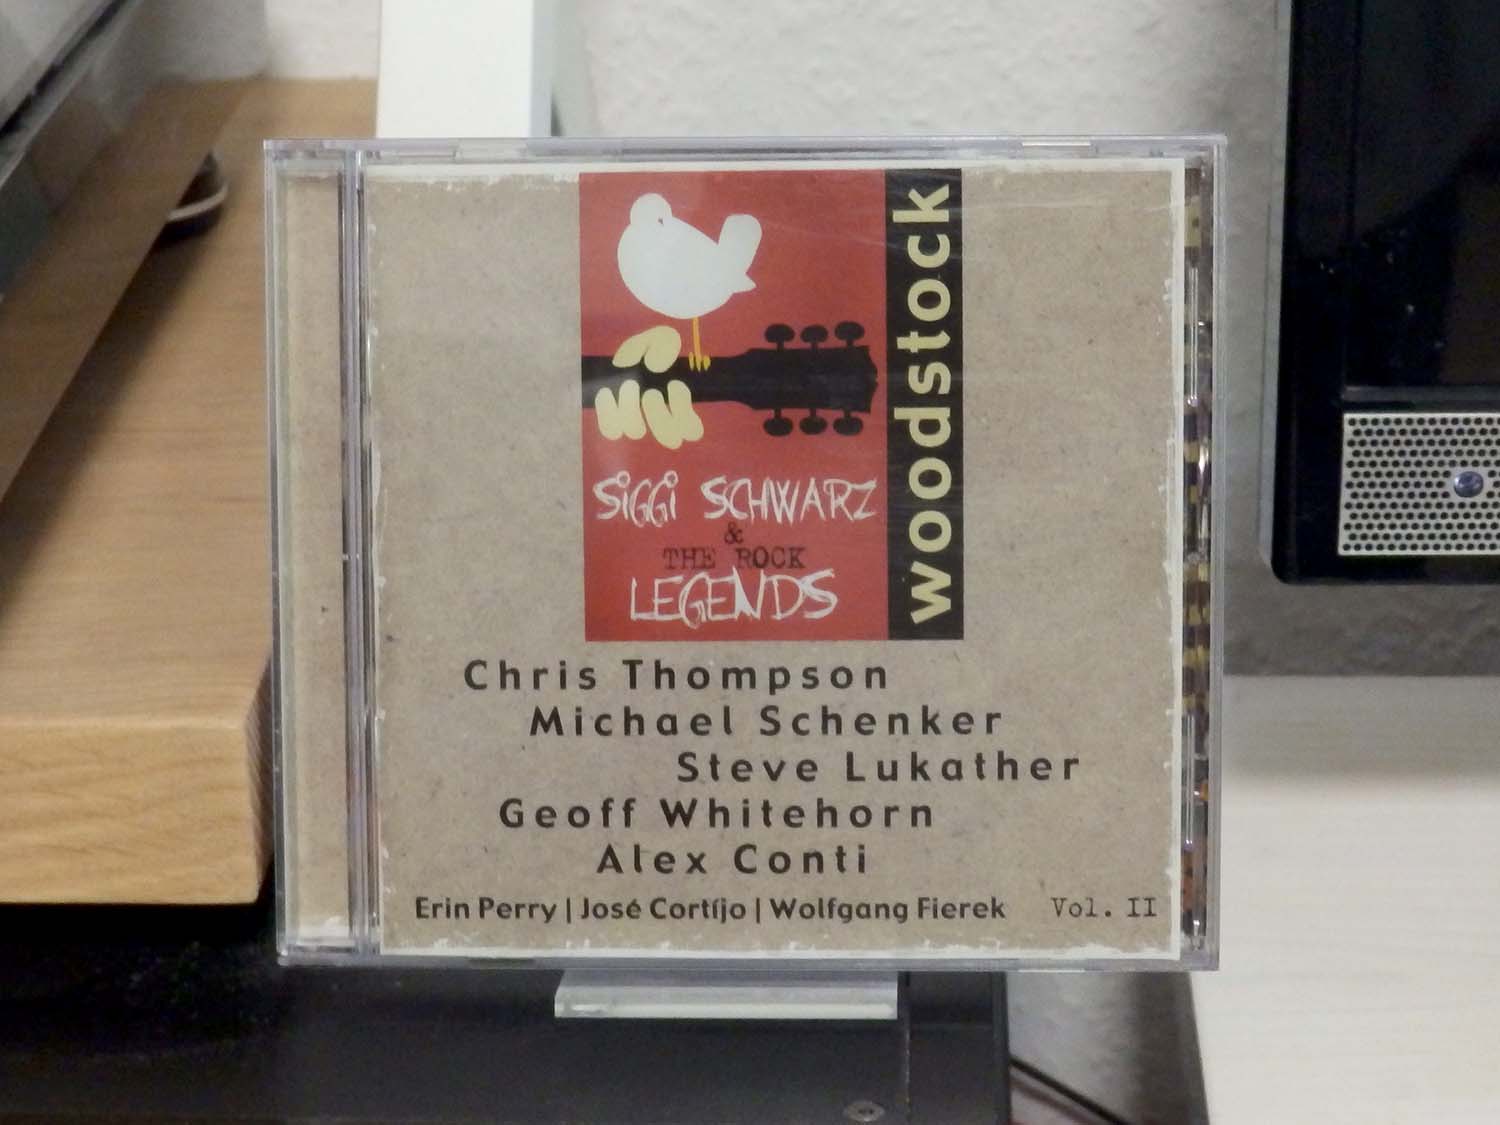 woodstock
SiGGi SCHWARZ
&
THE ROCK
LEGENDS
Chris Thompson
Michael Schenker
Steve Lukather
Geoff Whitehorn
Alex Conti
Erin Perry | José Cortíjo | Wolfgang Fierek Vol. II